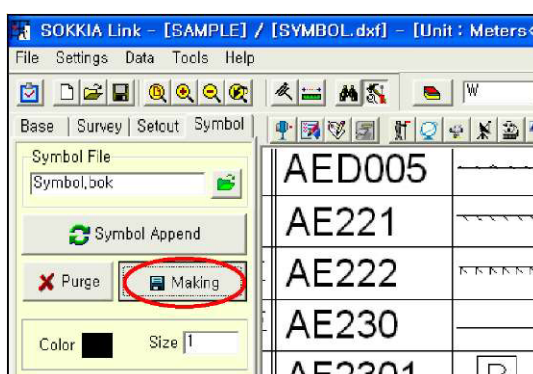 SOKKIA Link - [SAMPLE] / [SYMBOL.dxf] - [Unit : Meters<
File Settings Data Tools Help
W
Base Survey Setout Symbol
Symbol File
Symbol,bok
Symbol Append
Purge Making
Color Size 1
AED005
AE221
AE222
AE230
AE2301